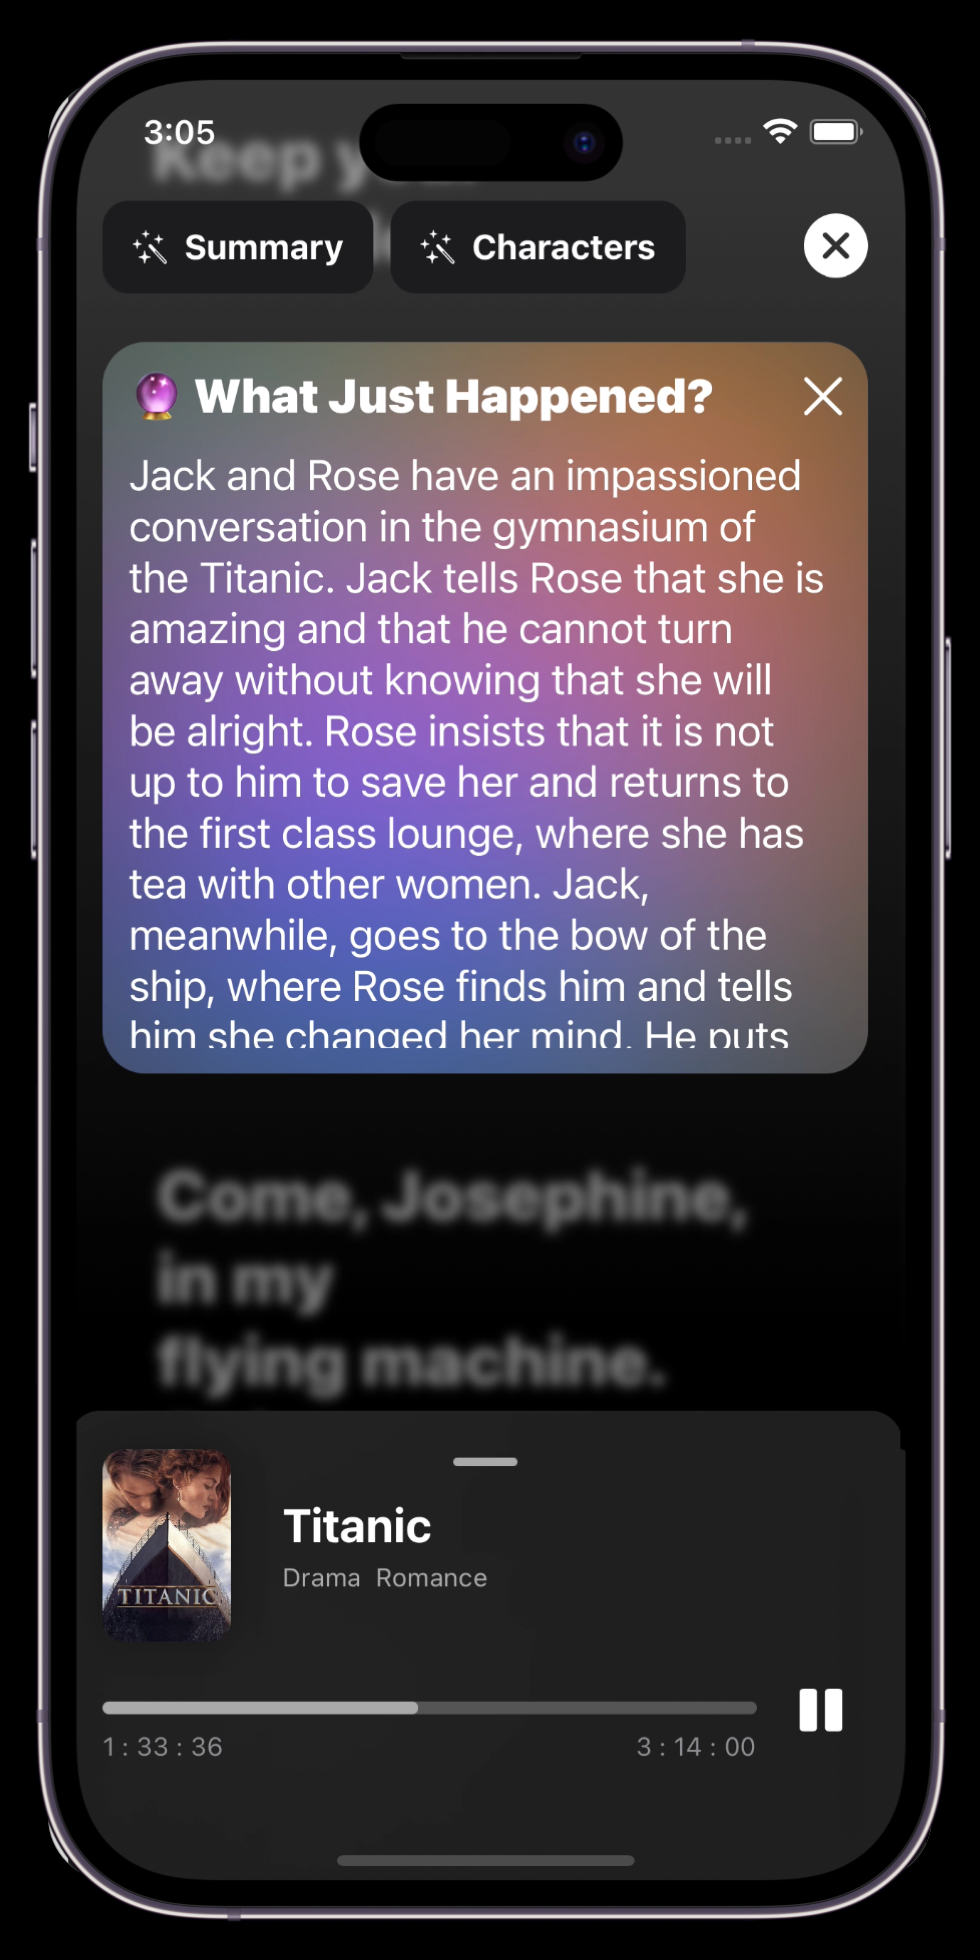 3:05
Keep your
Summary
Characters
What Just Happened?
Jack and Rose have an impassioned
conversation in the gymnasium of
the Titanic. Jack tells Rose that she is
amazing and that he cannot turn
away without knowing that she will
be alright. Rose insists that it is not
up to him to save her and returns to
the first class lounge, where she has
tea with other women. Jack,
meanwhile, goes to the bow of the
ship, where Rose finds him and tells
him she changed her mind. He puts
Come, Josephine,
in my
flying machine.
TITANIC
Titanic
Drama Romance
1:33:36
3:14:00